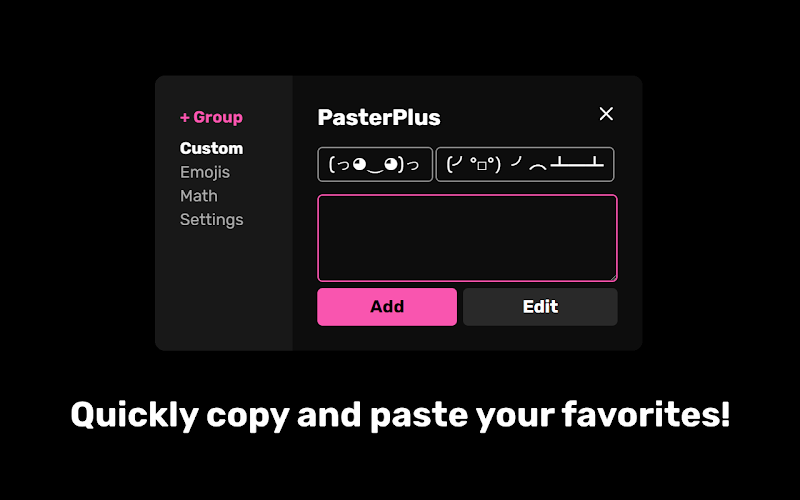 + Group
Custom
Emojis
Math
Settings
PasterPlus
(っ◕‿◕)っ
(╯°□°)╯︵ ┻━┻
Add
Edit
Quickly copy and paste your favorites!